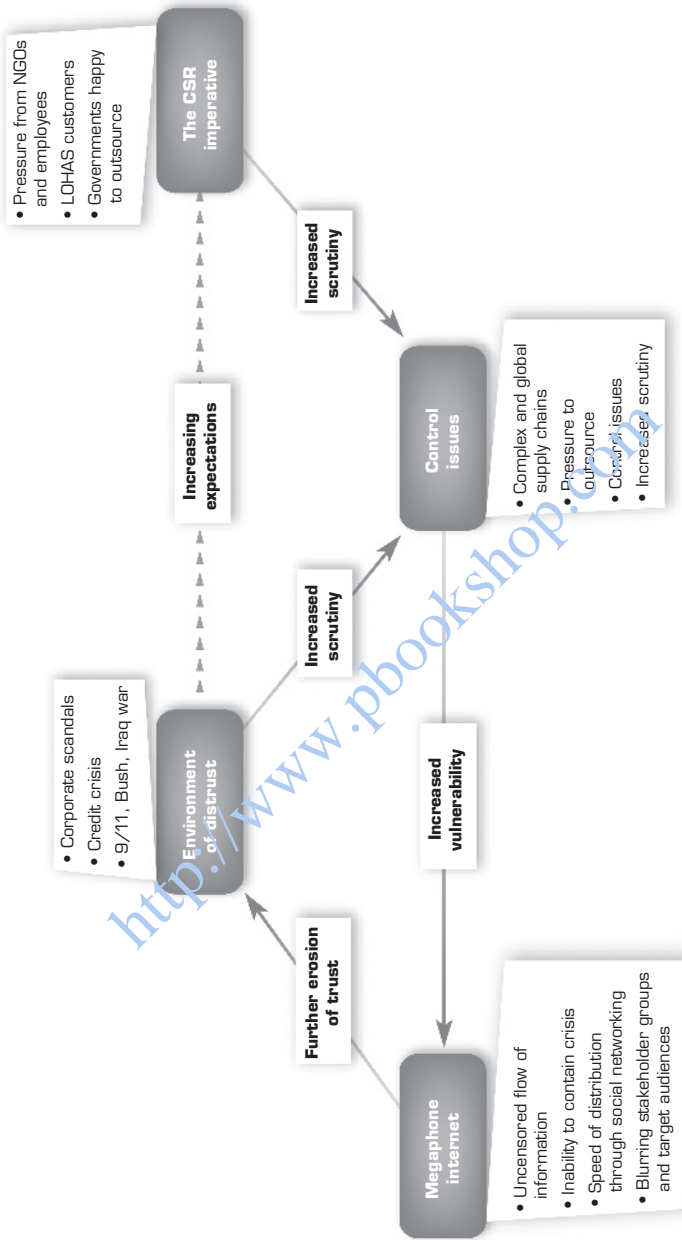 • Corporate scandals
• Credit crisis
• 9/11, Bush, Iraq war
Environment
of distrust
Increasing
expectations
• Pressure from NGOs
and employees
• LOHAS customers
• Governments happy
to outsource
The CSR
imperative
Further erosion
of trust
Increased
scrutiny
Increased
scrutiny
Megaphone
internet
• Uncensored flow of
information
• Inability to contain crisis
• Speed of distribution
through social networking
• Blurring stakeholder groups
and target audiences
Increased
vulnerability
Control
issues
• Complex and global
supply chains
• Pressure to
outsource
• Control issues
• Increased scrutiny
http://www.pbookshop.com